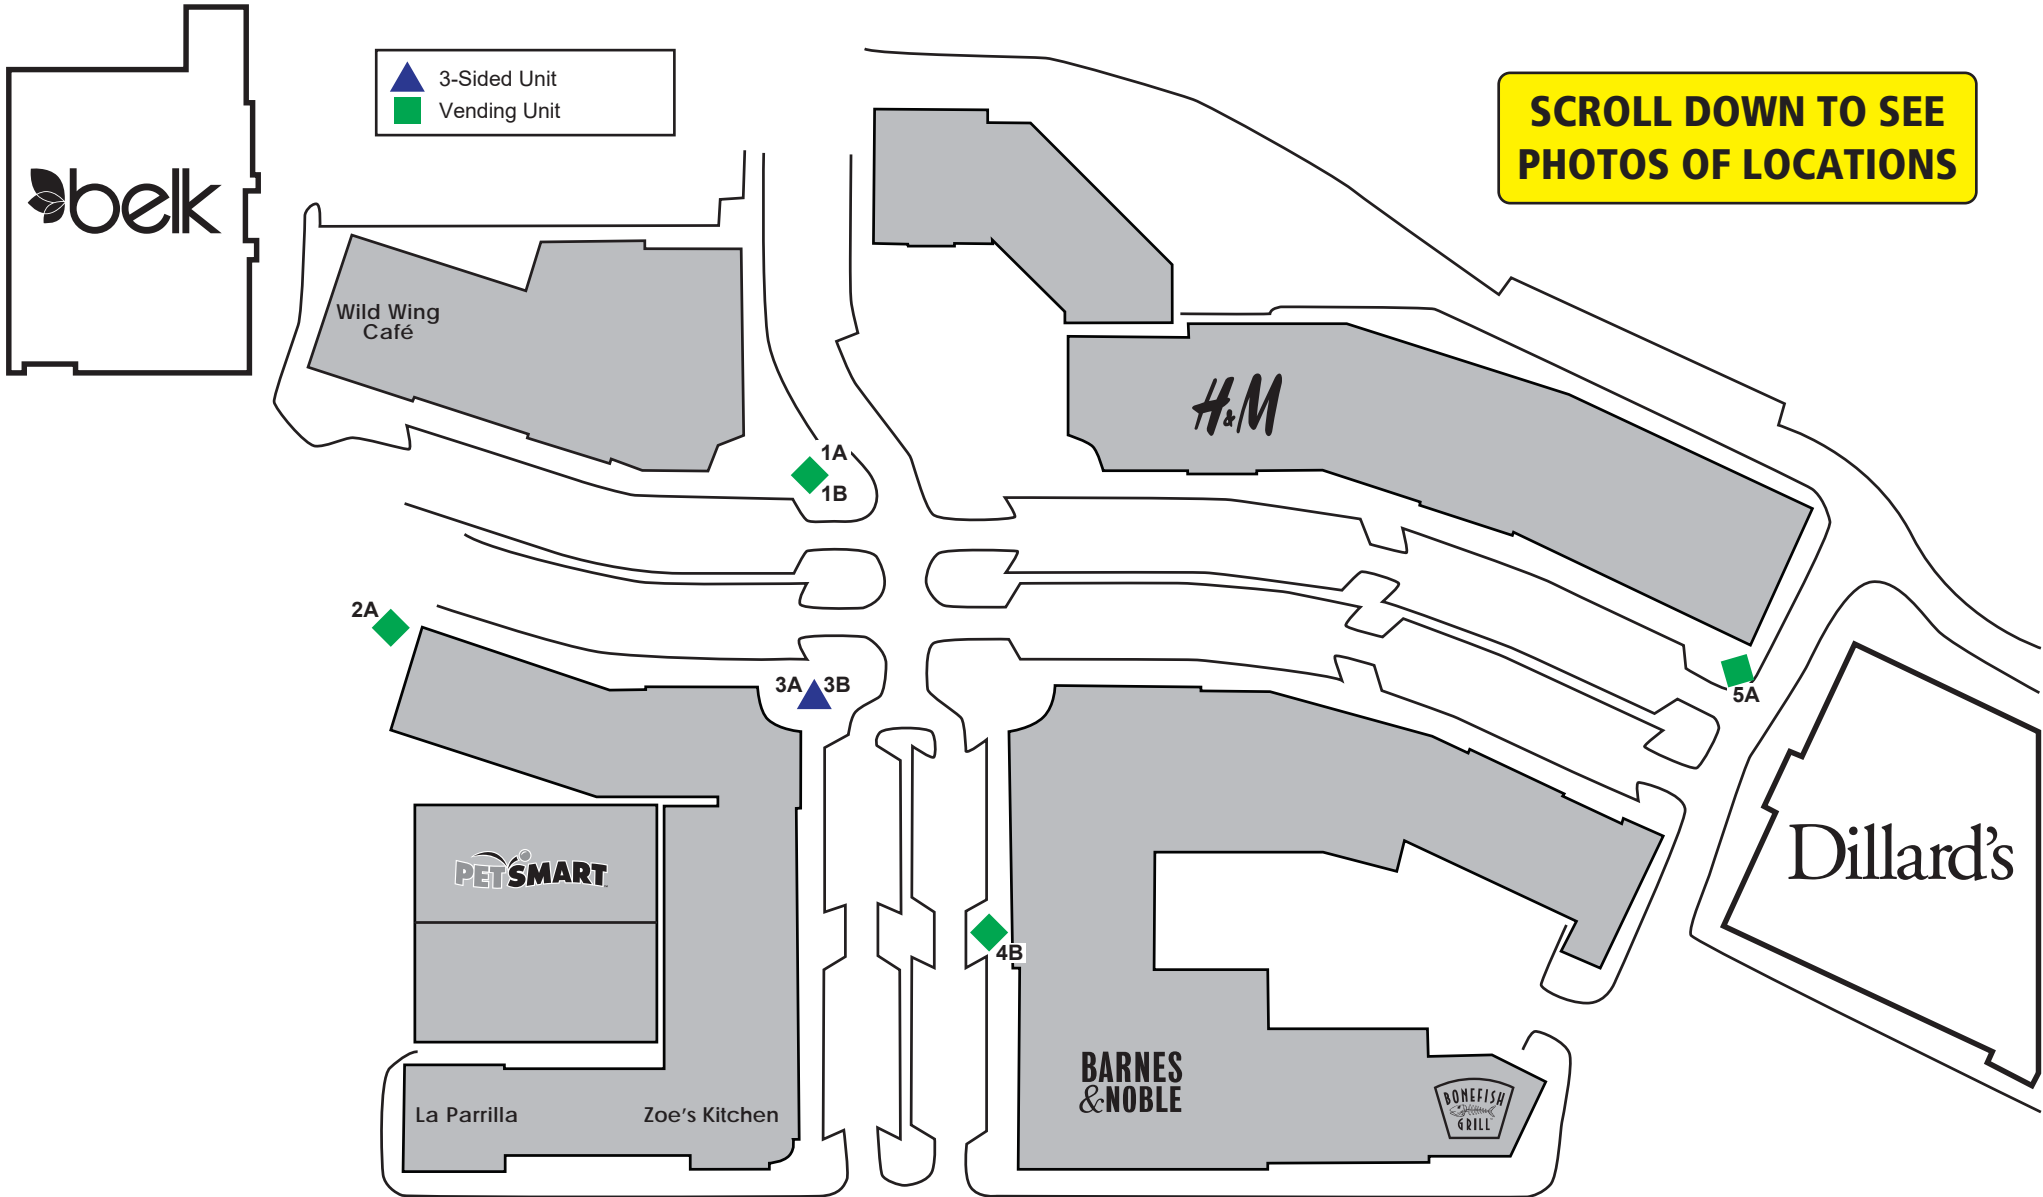 belk
3-Sided Unit
Vending Unit
SCROLL DOWN TO SEE
PHOTOS OF LOCATIONS
Wild Wing
Café
H&M
1A
1B
2A
3A 3B
5A
PETSMART
Dillard's
4B
BARNES
&NOBLE
BONEFISH
GRILL
La Parrilla
Zoe's Kitchen